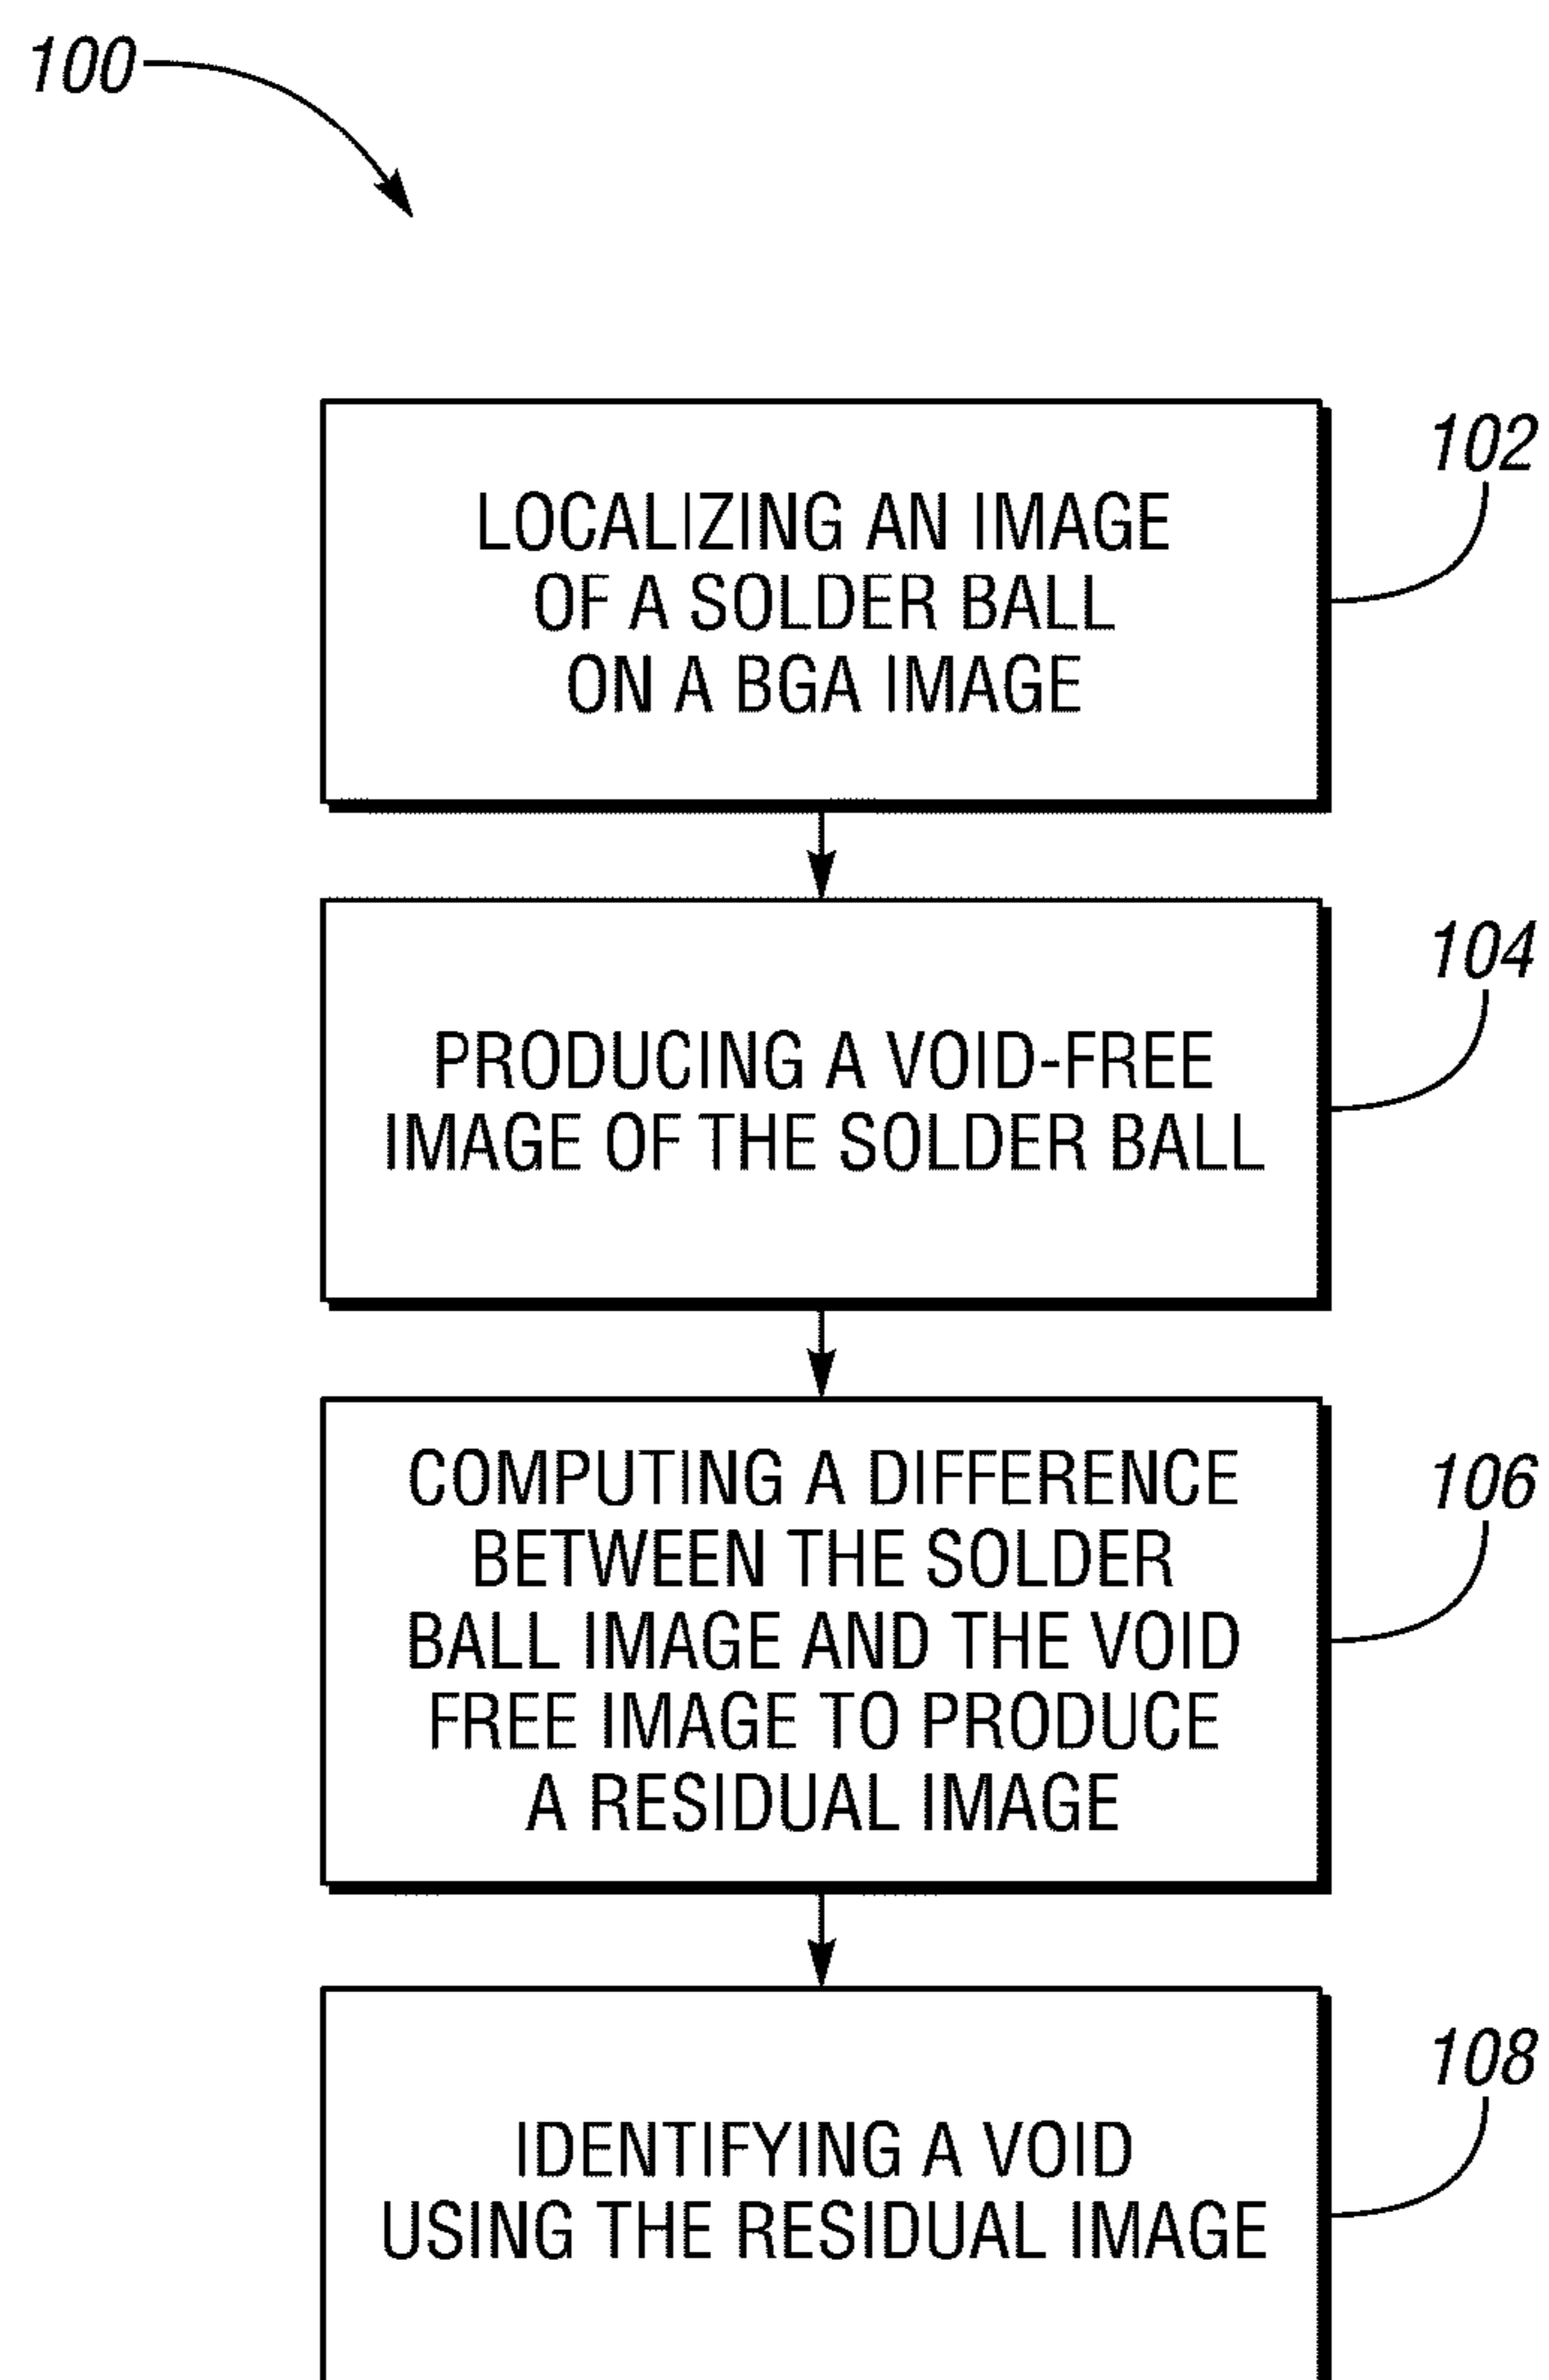 100
LOCALIZING AN IMAGE
OF A SOLDER BALL
ON A BGA IMAGE
102
PRODUCING A VOID-FREE
IMAGE OF THE SOLDER BALL
104
COMPUTING A DIFFERENCE
BETWEEN THE SOLDER
BALL IMAGE AND THE VOID
FREE IMAGE TO PRODUCE
A RESIDUAL IMAGE
106
IDENTIFYING A VOID
USING THE RESIDUAL IMAGE
108